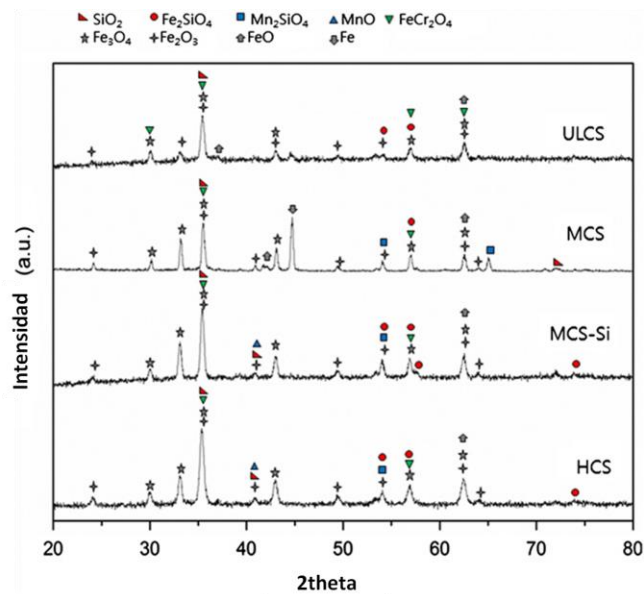 SiO₂ Fe₂SiO₄ Mn₂SiO₄ MnO FeCr₂O₄
Fe₃O₄ Fe₂O₃ FeO Fe
ULCS
MCS
MCS-Si
HCS
Intensidad (a.u.)
20 30 40 50 60 70 80
2theta